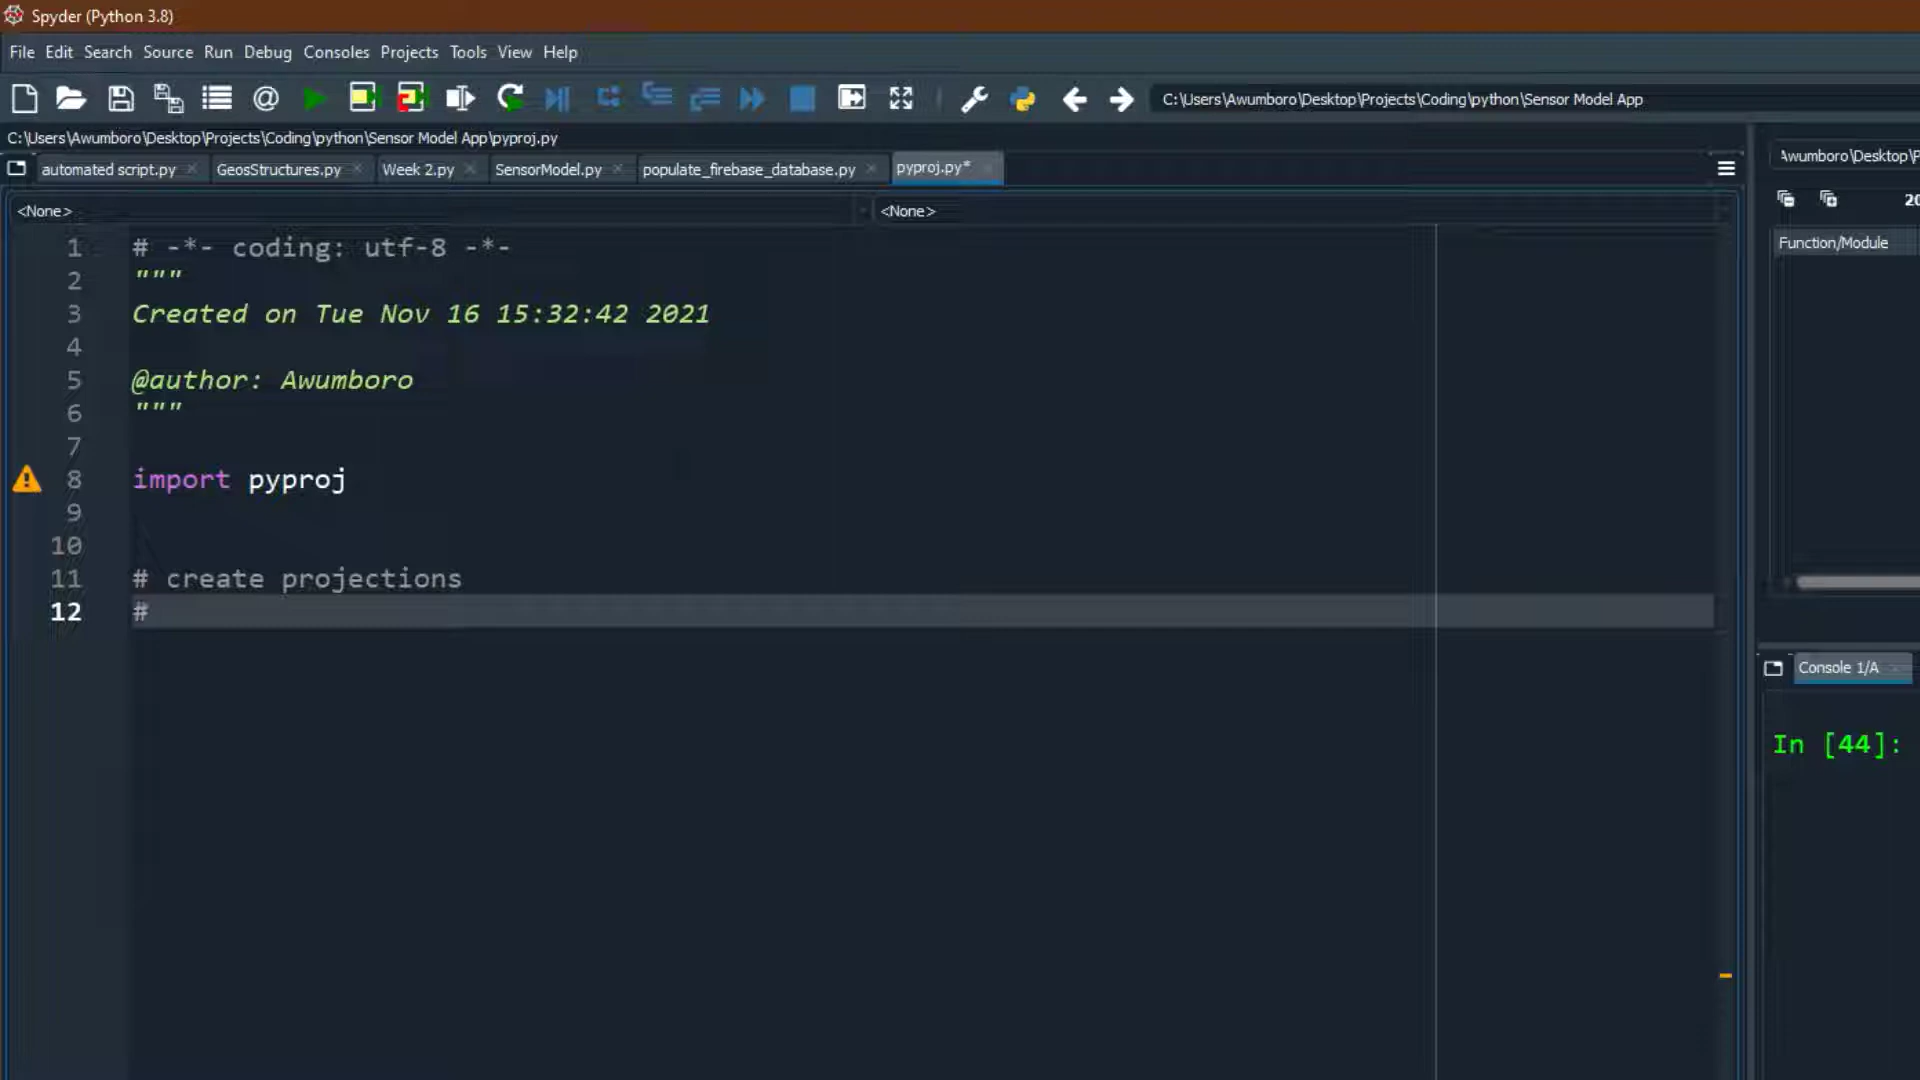 Spyder (Python 3.8)
File Edit Search Source Run Debug Consoles Projects Tools View Help
C:\Users\Awumboro\Desktop\Projects\Coding\python\Sensor Model App
C:\Users\Awumboro\Desktop\Projects\Coding\python\Sensor Model App\pyproj.py
automated script.py GeosStructures.py Week 2.py SensorModel.py populate_firebase_database.py pyproj.py*
<None> <None>
1 # -*- coding: utf-8 -*-
2 """
3 Created on Tue Nov 16 15:32:42 2021
4
5 @author: Awumboro
6 """
7
8 import pyproj
9
10
11 # create projections
12 #
Awumboro\Desktop\P
20
Function/Module
Console 1/A
In [44]: